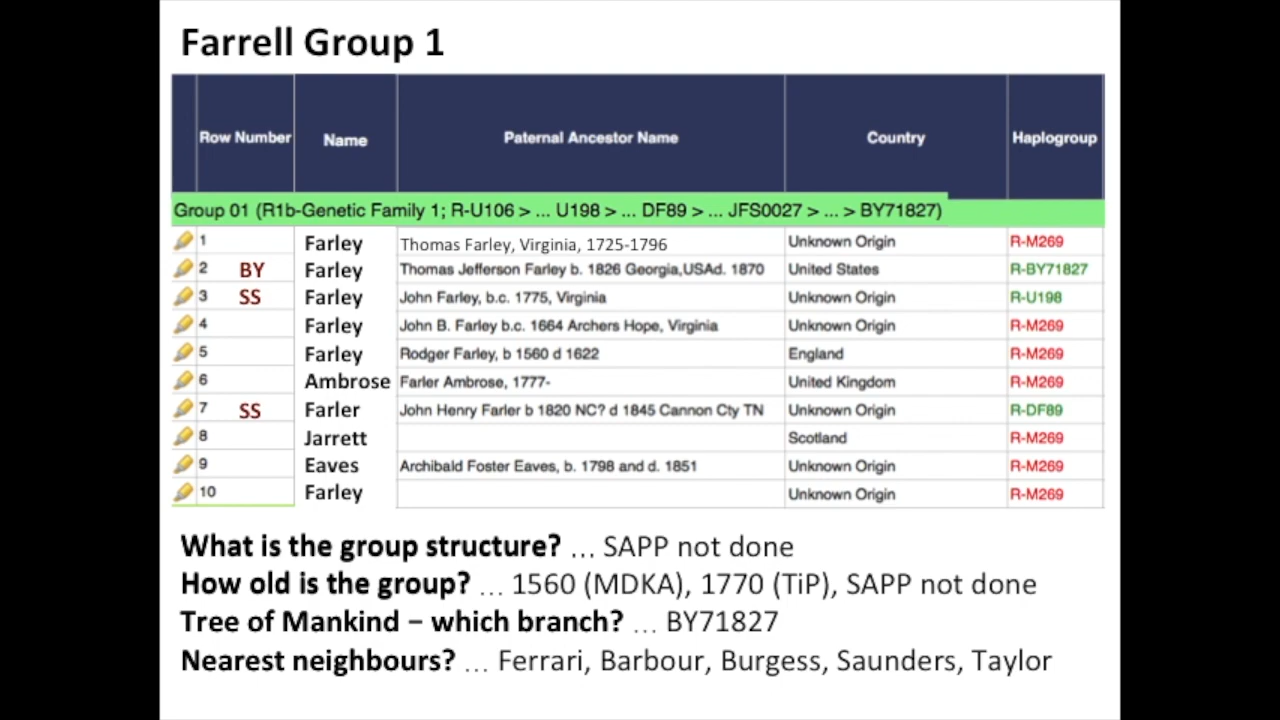 Farrell Group 1
Row Number Name Paternal Ancestor Name Country Haplogroup
Group 01 (R1b-Genetic Family 1; R-U106 > ... U198 > ... DF89 > ... JFS0027 > ... > BY71827)
1 Farley Thomas Farley, Virginia, 1725-1796 Unknown Origin R-M269
2 BY Farley Thomas Jefferson Farley b. 1826 Georgia,USAd. 1870 United States R-BY71827
3 SS Farley John Farley, b.c. 1775, Virginia Unknown Origin R-U198
4 Farley John B. Farley b.c. 1664 Archers Hope, Virginia Unknown Origin R-M269
5 Farley Rodger Farley, b 1560 d 1622 England R-M269
6 Ambrose Farler Ambrose, 1777- United Kingdom R-M269
7 SS Farler John Henry Farler b 1820 NC? d 1845 Cannon Cty TN Unknown Origin R-DF89
8 Jarrett Scotland R-M269
9 Eaves Archibald Foster Eaves, b. 1798 and d. 1851 Unknown Origin R-M269
10 Farley Unknown Origin R-M269
What is the group structure? ... SAPP not done
How old is the group? ... 1560 (MDKA), 1770 (TiP), SAPP not done
Tree of Mankind – which branch? ... BY71827
Nearest neighbours? ... Ferrari, Barbour, Burgess, Saunders, Taylor